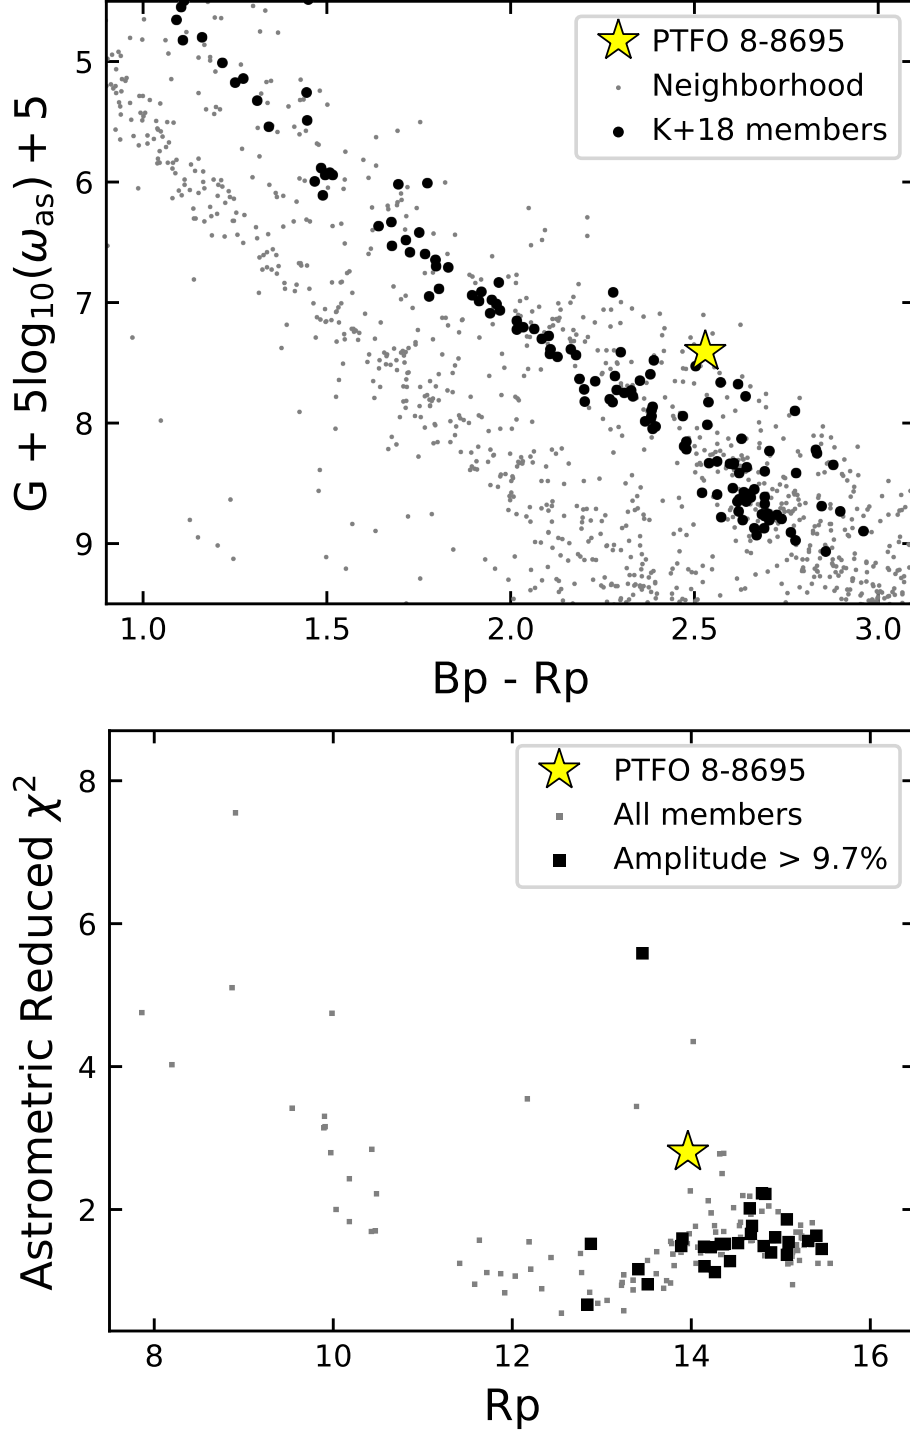 PTFO 8-8695
Neighborhood
K+18 members
5
6
7
8
9
G + 5log₁₀(ω_as) + 5
1.0 1.5 2.0 2.5 3.0
Bp - Rp
PTFO 8-8695
All members
Amplitude > 9.7%
8
6
4
2
Astrometric Reduced χ²
8 10 12 14 16
Rp